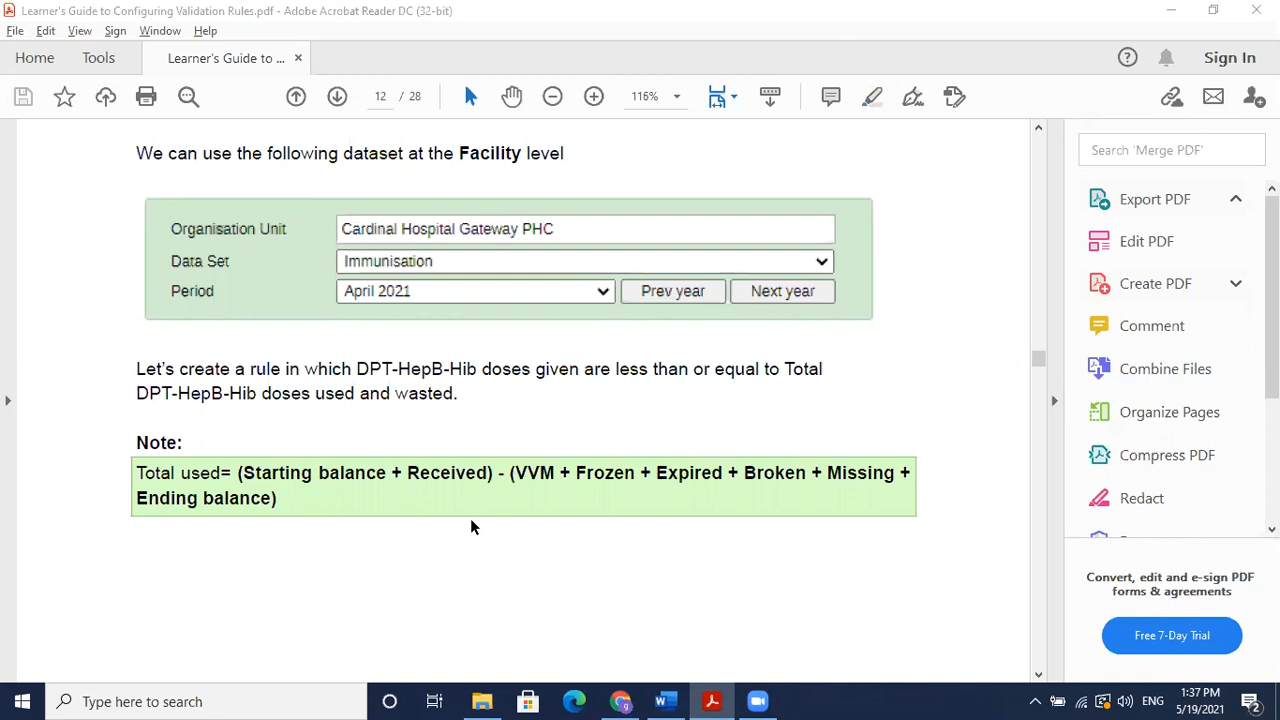 Learner's Guide to Configuring Validation Rules.pdf - Adobe Acrobat Reader DC (32-bit)
File Edit View Sign Window Help
Home Tools Learner's Guide to ... × Sign In
12 / 28 116%
We can use the following dataset at the Facility level
Organisation Unit Cardinal Hospital Gateway PHC
Data Set Immunisation
Period April 2021 Prev year Next year
Let's create a rule in which DPT-HepB-Hib doses given are less than or equal to Total
DPT-HepB-Hib doses used and wasted.
Note:
Total used= (Starting balance + Received) - (VVM + Frozen + Expired + Broken + Missing +
Ending balance)
Search 'Merge PDF'
Export PDF
Edit PDF
Create PDF
Comment
Combine Files
Organize Pages
Compress PDF
Redact
Convert, edit and e-sign PDF
forms & agreements
Free 7-Day Trial
Type here to search
ENG
1:37 PM
5/19/2021
2